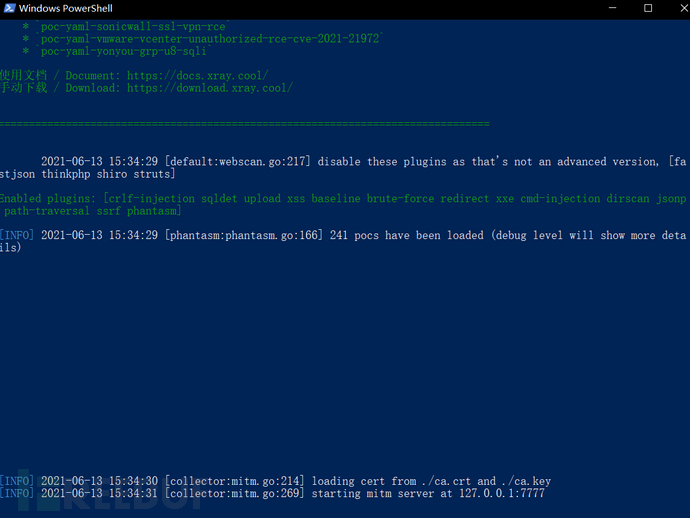 Windows PowerShell
* `poc-yaml-sonicwall-ssl-vpn-rce`
* `poc-yaml-vmware-vcenter-unauthorized-rce-cve-2021-21972`
* `poc-yaml-yonyou-grp-u8-sqli`
使用文档 / Document: https://docs.xray.cool/
手动下载 / Download: https://download.xray.cool/
================================================================================
2021-06-13 15:34:29 [default:webscan.go:217] disable these plugins as that's not an advanced version, [fa
stjson thinkphp shiro struts]
Enabled plugins: [crlf-injection sqldet upload xss baseline brute-force redirect xxe cmd-injection dirscan jsonp
path-traversal ssrf phantasm]
[INFO] 2021-06-13 15:34:29 [phantasm:phantasm.go:166] 241 pocs have been loaded (debug level will show more deta
ils)
[INFO] 2021-06-13 15:34:30 [collector:mitm.go:214] loading cert from ./ca.crt and ./ca.key
[INFO] 2021-06-13 15:34:31 [collector:mitm.go:269] starting mitm server at 127.0.0.1:7777